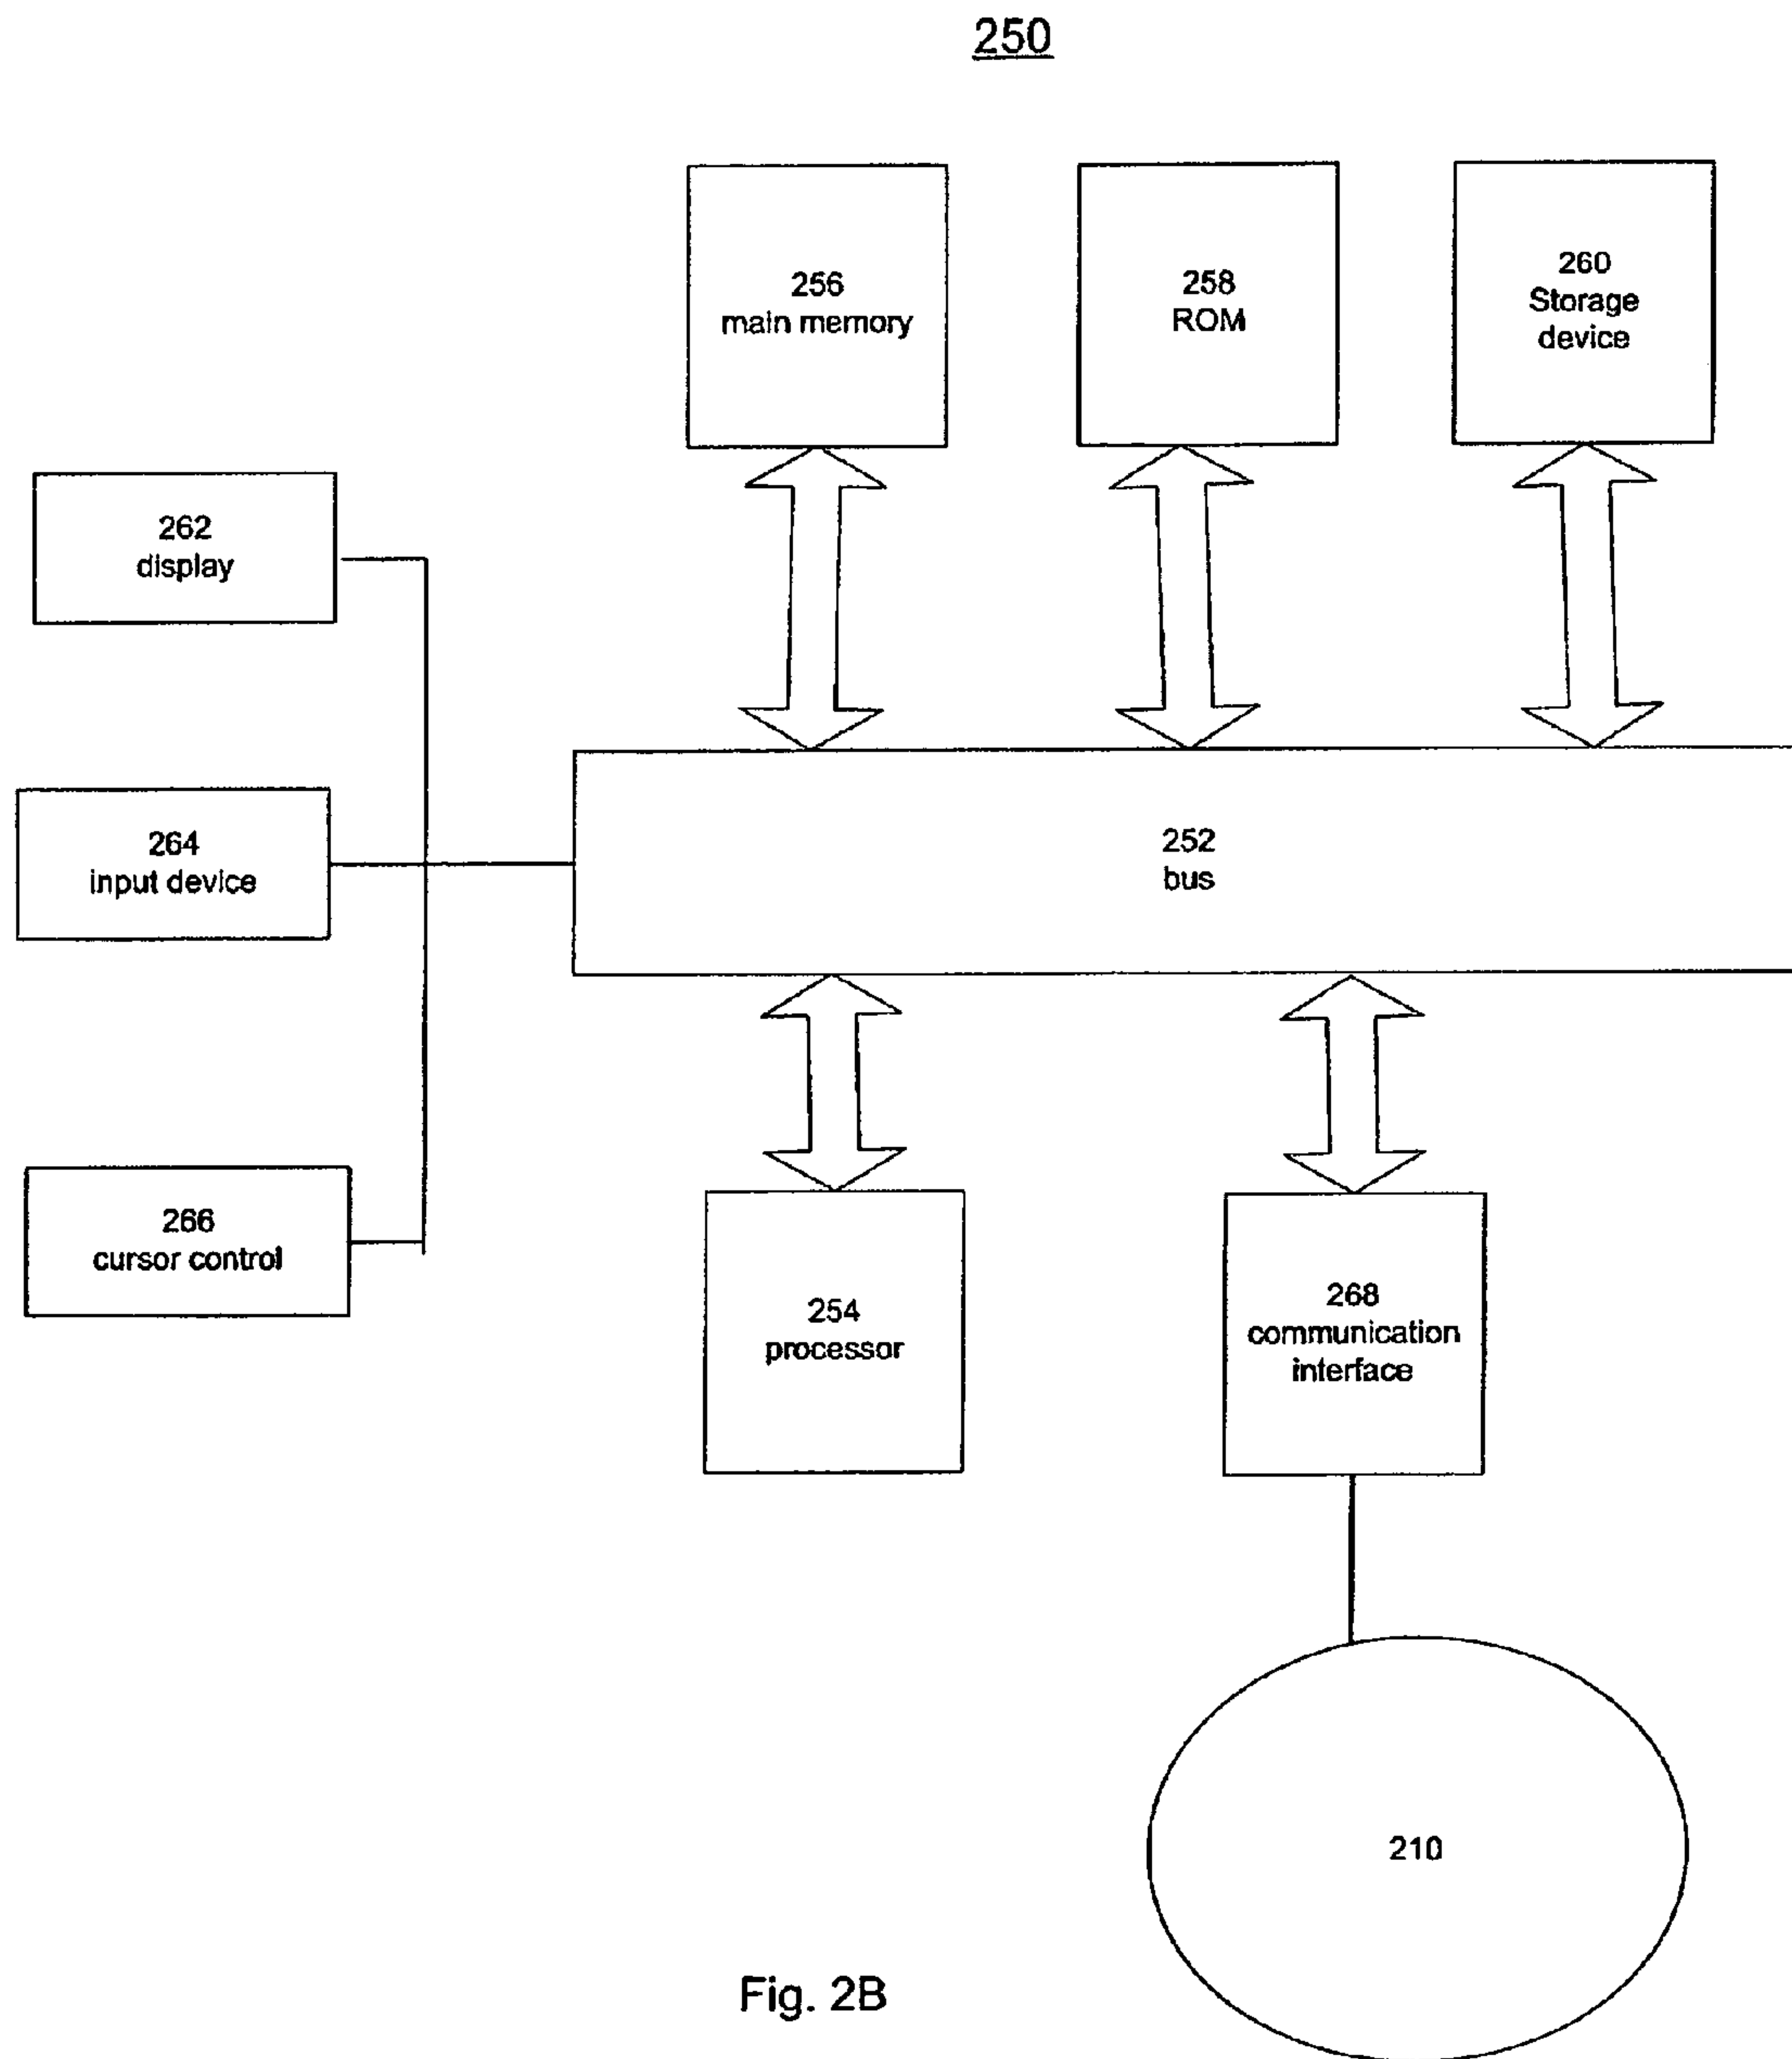 250
256
main memory
258
ROM
260
Storage
device
262
display
264
input device
252
bus
266
cursor control
254
processor
268
communication
interface
210
Fig. 2B